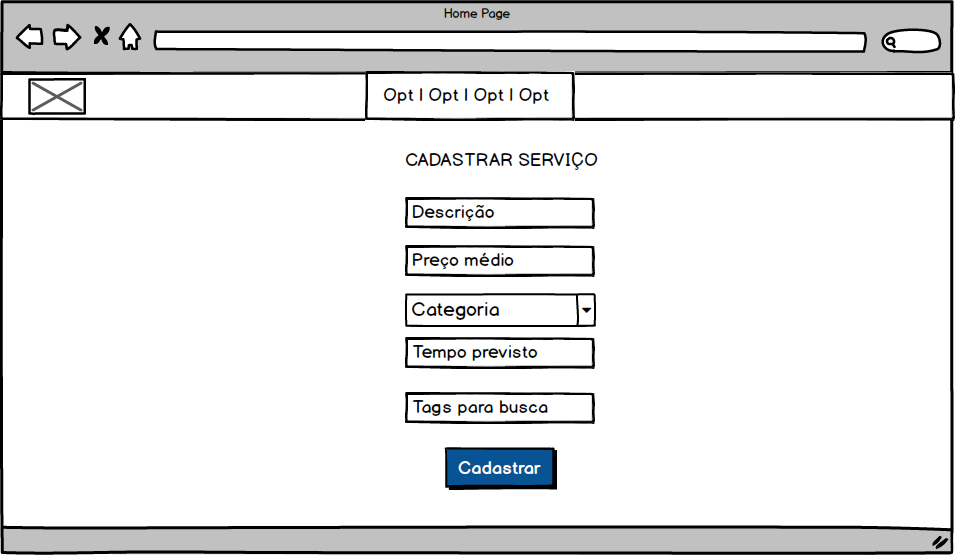 Home Page
Opt | Opt | Opt | Opt
CADASTRAR SERVIÇO
Descrição
Preço médio
Categoria
Tempo previsto
Tags para busca
Cadastrar